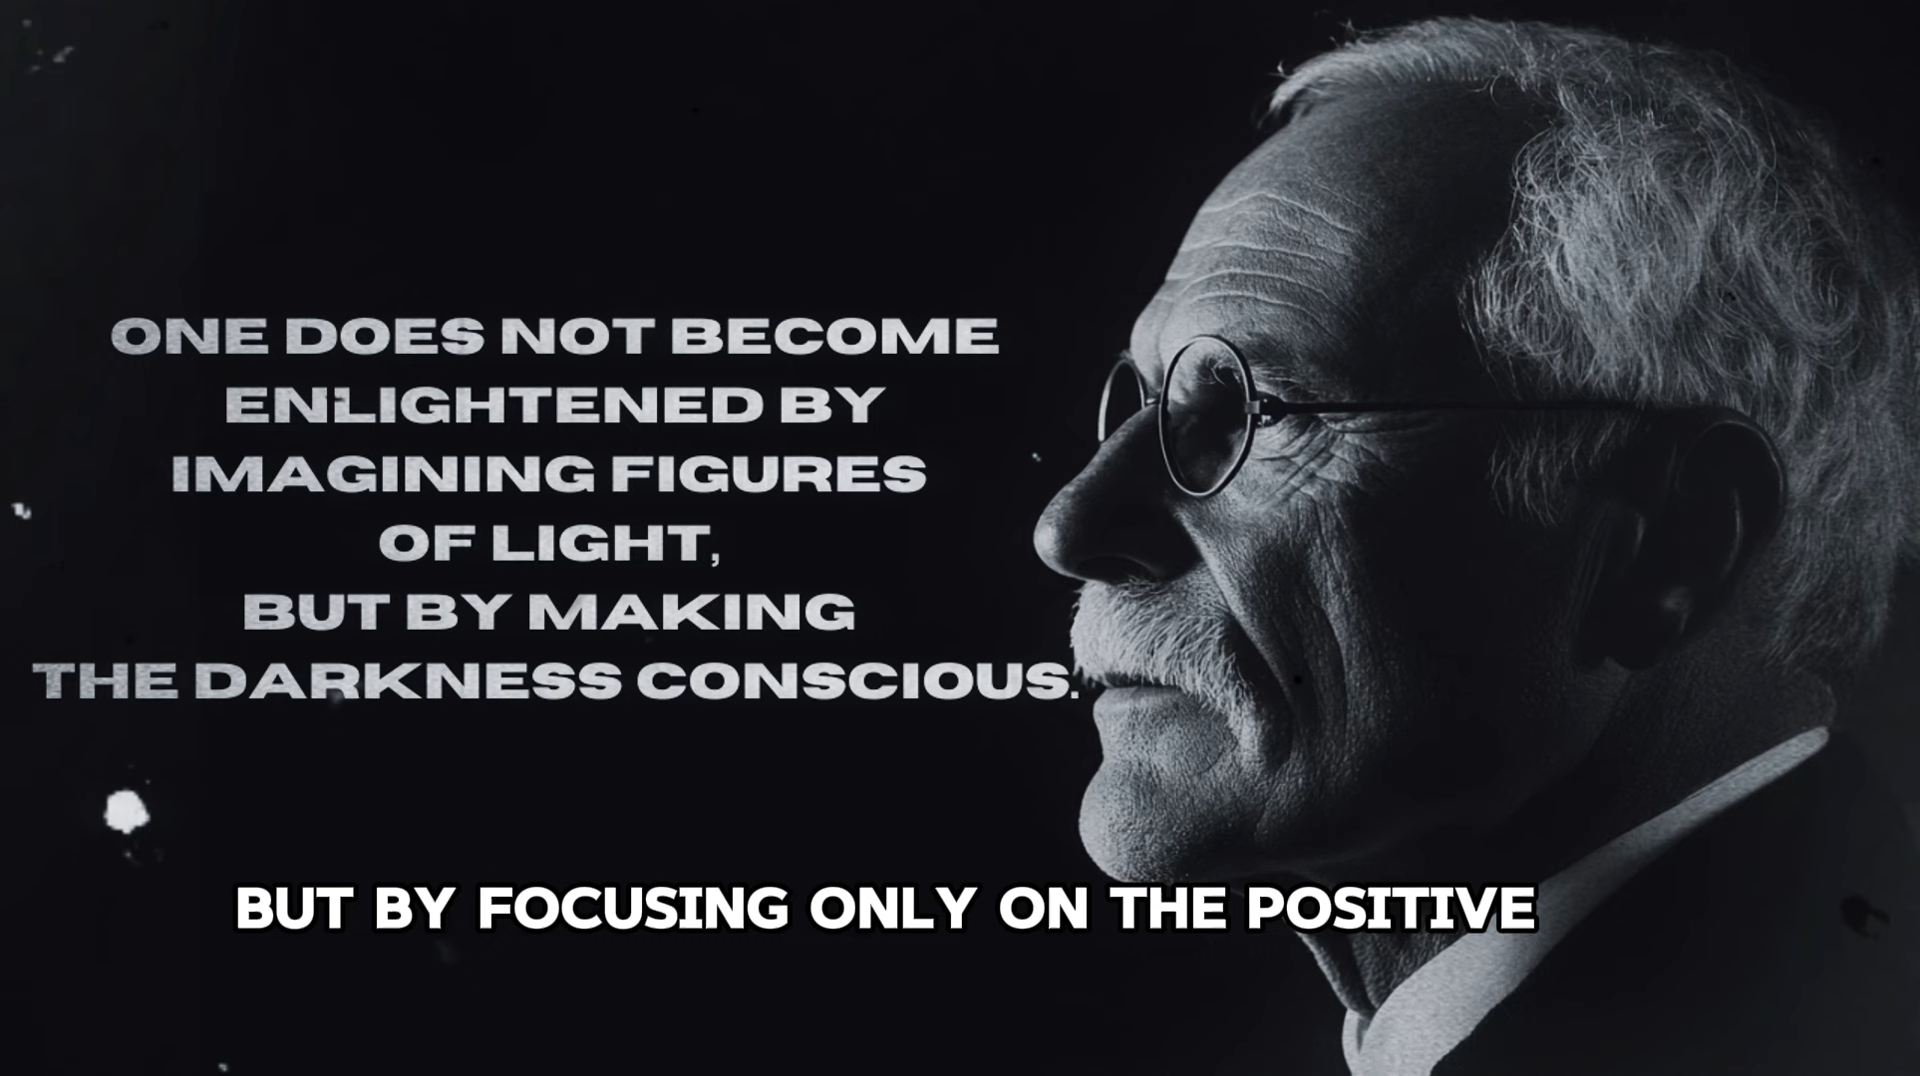 ONE DOES NOT BECOME
ENLIGHTENED BY
IMAGINING FIGURES
OF LIGHT,
BUT BY MAKING
THE DARKNESS CONSCIOUS.
BUT BY FOCUSING ONLY ON THE POSITIVE